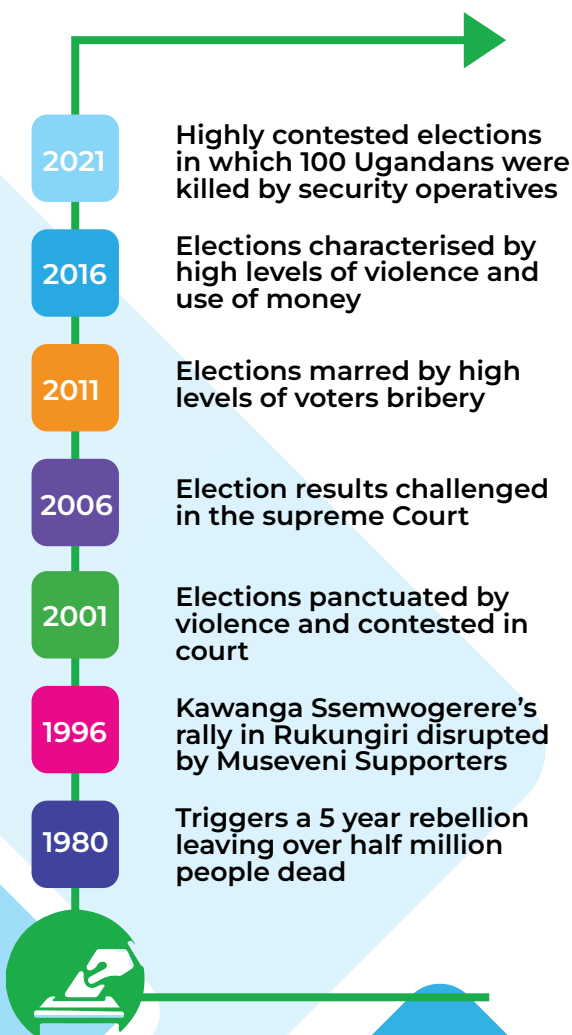 2021
Highly contested elections
in which 100 Ugandans were
killed by security operatives
2016
Elections characterised by
high levels of violence and
use of money
2011
Elections marred by high
levels of voters bribery
2006
Election results challenged
in the supreme Court
2001
Elections panctuated by
violence and contested in
court
1996
Kawanga Ssemwogerere’s
rally in Rukungiri disrupted
by Museveni Supporters
1980
Triggers a 5 year rebellion
leaving over half million
people dead